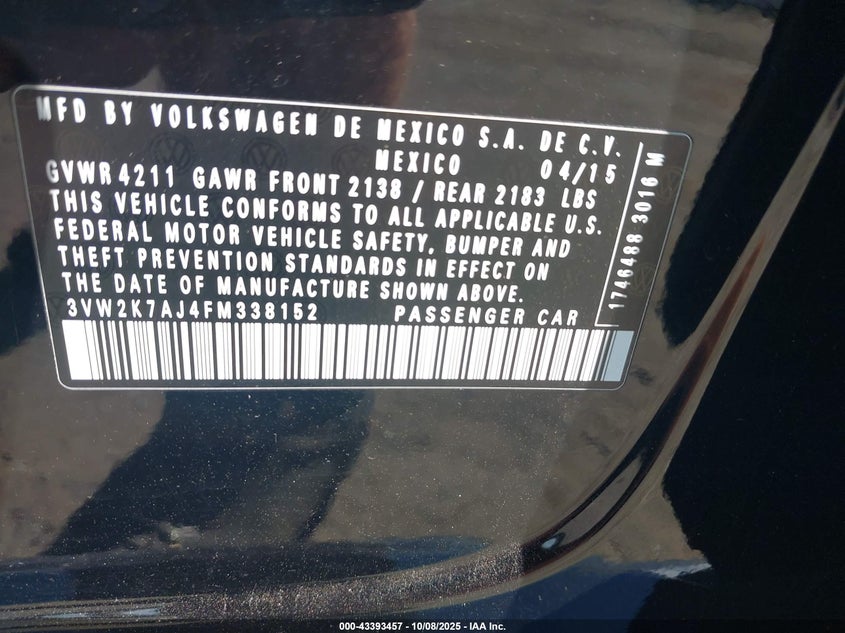 MFD BY VOLKSWAGEN DE MEXICO S.A. DE C.V.
MEXICO 04/15
GVWR 4211 GAWR FRONT 2138 / REAR 2183 LBS
THIS VEHICLE CONFORMS TO ALL APPLICABLE U.S.
FEDERAL MOTOR VEHICLE SAFETY, BUMPER AND
THEFT PREVENTION STANDARDS IN EFFECT ON
THE DATE OF MANUFACTURE SHOWN ABOVE.
3VW2K7AJ4FM338152 PASSENGER CAR
1746488 3016 M
000-43393457 - 10/08/2025 - IAA Inc.